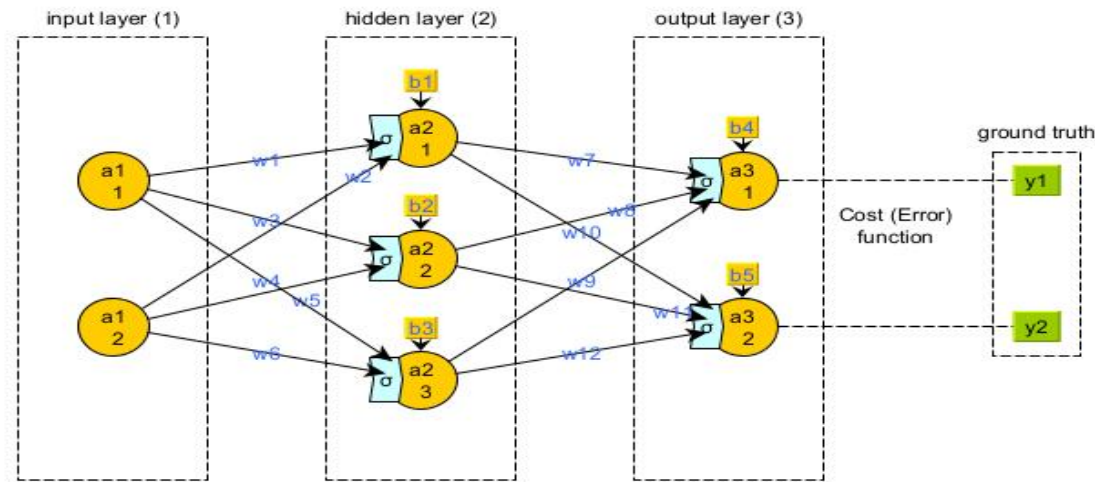 input layer (1)
hidden layer (2)
output layer (3)
b1
σ
a2
1
w1
w2
a1
1
w3
b2
σ
a2
2
w4
w5
a1
2
w6
b3
σ
a2
3
w7
w8
w10
w9
w11
w12
b4
σ
a3
1
b5
σ
a3
2
Cost (Error)
function
ground truth
y1
y2